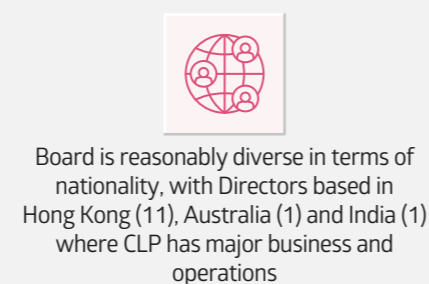 Board is reasonably diverse in terms of
nationality, with Directors based in
Hong Kong (11), Australia (1) and India (1)
where CLP has major business and
operations